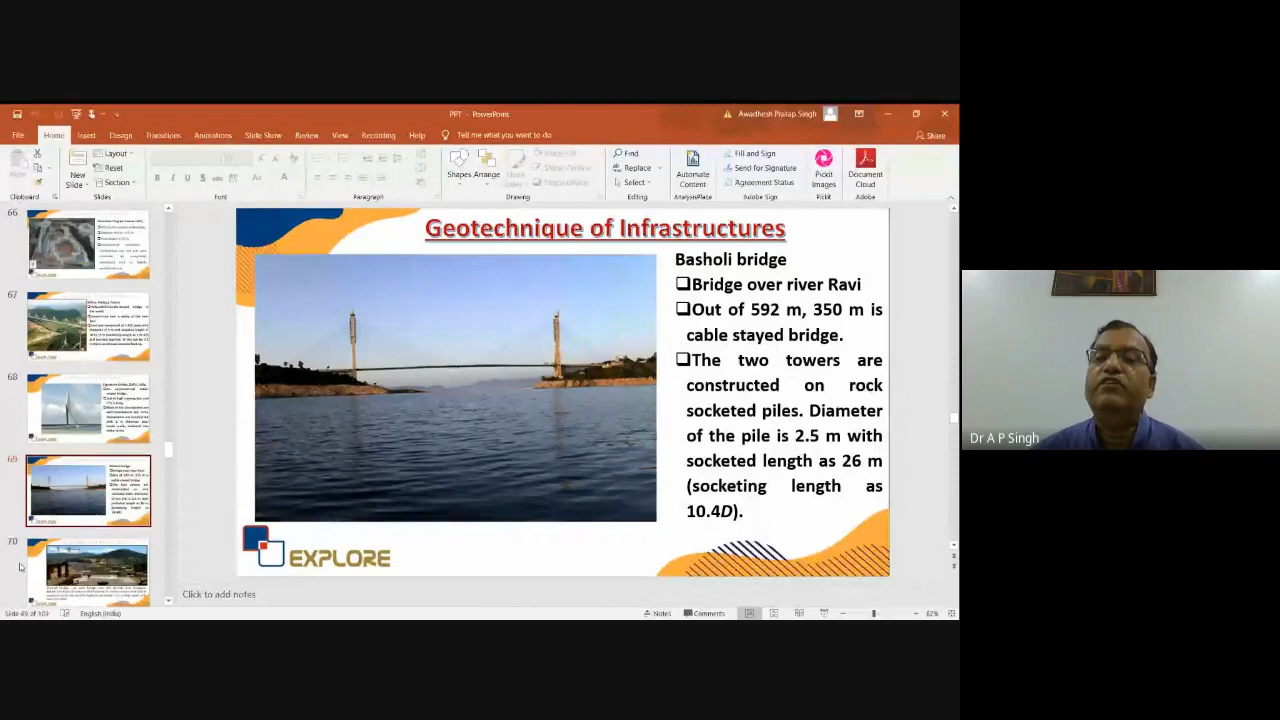 PPT - PowerPoint
Awadhesh Pratap Singh
File Home Insert Design Transitions Animations Slide Show Review View Recording Help Tell me what you want to do
Share
Paste
New
Slide
Layout
Reset
Section
Shapes Arrange
Find
Replace
Select
Automate
Content
Fill and Sign
Send for Signature
Agreement Status
Pickit
Images
Document
Cloud
Clipboard Slides Font Paragraph Drawing Editing Adobe Sign Pickit Adobe
66
67
68
69
70
Geotechnique of Infrastructures
Basholi bridge
❑Bridge over river Ravi
❑Out of 592 m, 350 m is
cable stayed bridge.
❑The two towers are
constructed on rock
socketed piles. Diameter
of the pile is 2.5 m with
socketed length as 26 m
(socketing length as
10.4D).
EXPLORE
Click to add notes
Slide 69 of 109 English (India) Notes Comments 82%
Dr A P Singh